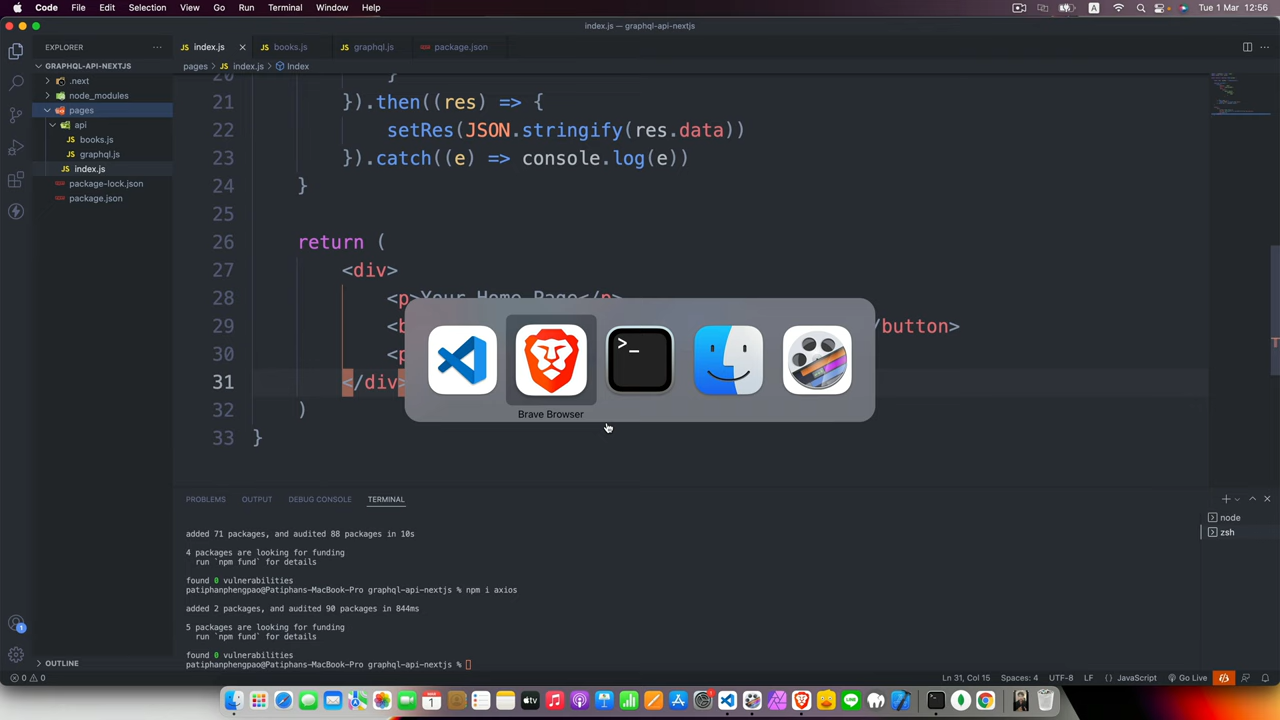 Code File Edit Selection View Go Run Terminal Window Help
A Tue 1 Mar 12:56
index.js — graphql-api-nextjs
EXPLORER
index.js
books.js
graphql.js
package.json
GRAPHQL-API-NEXTJS
pages > index.js > Index
.next
node_modules
pages
api
books.js
graphql.js
index.js
package-lock.json
package.json
20 }
21 }).then((res) => {
22 setRes(JSON.stringify(res.data))
23 }).catch((e) => console.log(e))
24 }
25
26 return (
27 <div>
28 <p>Your Home Page</p>
29 <b /button>
30 <p
31 </div>
32 )
33 }
Brave Browser
PROBLEMS OUTPUT DEBUG CONSOLE TERMINAL
node
zsh
added 71 packages, and audited 88 packages in 10s
4 packages are looking for funding
run `npm fund` for details
found 0 vulnerabilities
patiphanphengpao@Patiphans-MacBook-Pro graphql-api-nextjs % npm i axios
added 2 packages, and audited 90 packages in 844ms
5 packages are looking for funding
run `npm fund` for details
found 0 vulnerabilities
patiphanphengpao@Patiphans-MacBook-Pro graphql-api-nextjs %
1
OUTLINE
0 0
Ln 31, Col 15 Spaces: 4 UTF-8 LF {} JavaScript Go Live